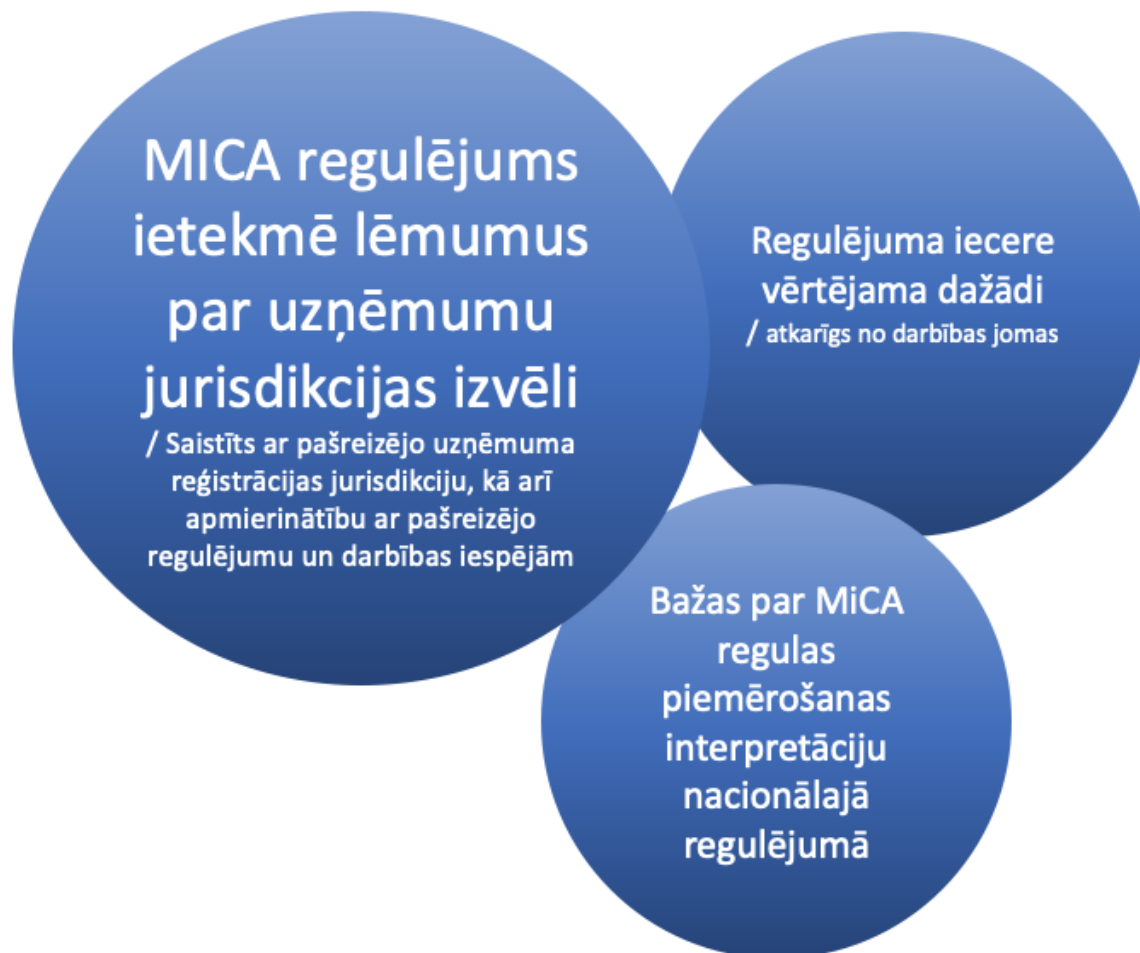 MICA regulējums
ietekmē lēmumus
par uzņēmumu
jurisdikcijas izvēli
/ Saistīts ar pašreizējo uzņēmuma
reģistrācijas jurisdikciju, kā arī
apmierinātību ar pašreizējo
regulējumu un darbības iespējām
Regulējuma iecere
vērtējama dažādi
/ atkarīgs no darbības jomas
Bažas par MiCA
regulas
piemērošanas
interpretāciju
nacionālajā
regulējumā